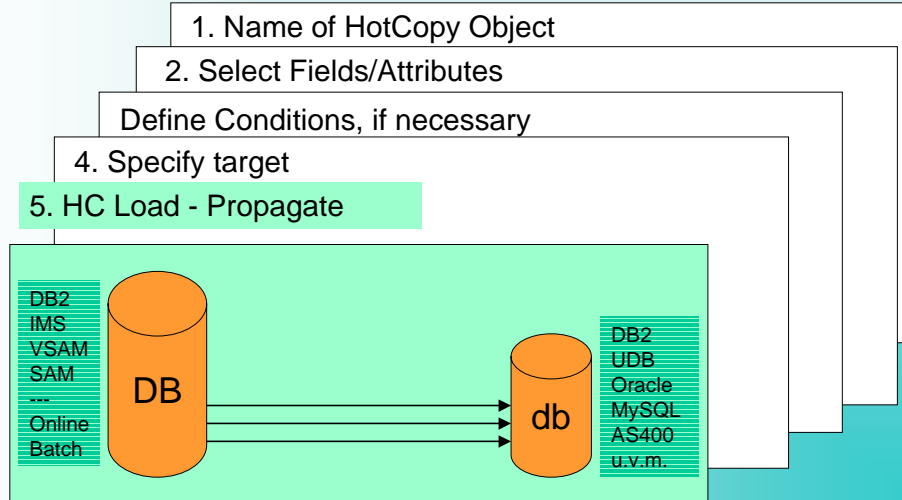 1. Name of HotCopy Object
2. Select Fields/Attributes
Define Conditions, if necessary
4. Specify target
5. HC Load - Propagate
DB2
IMS
VSAM
SAM
---
Online
Batch
DB
db
DB2
UDB
Oracle
MySQL
AS400
u.v.m.